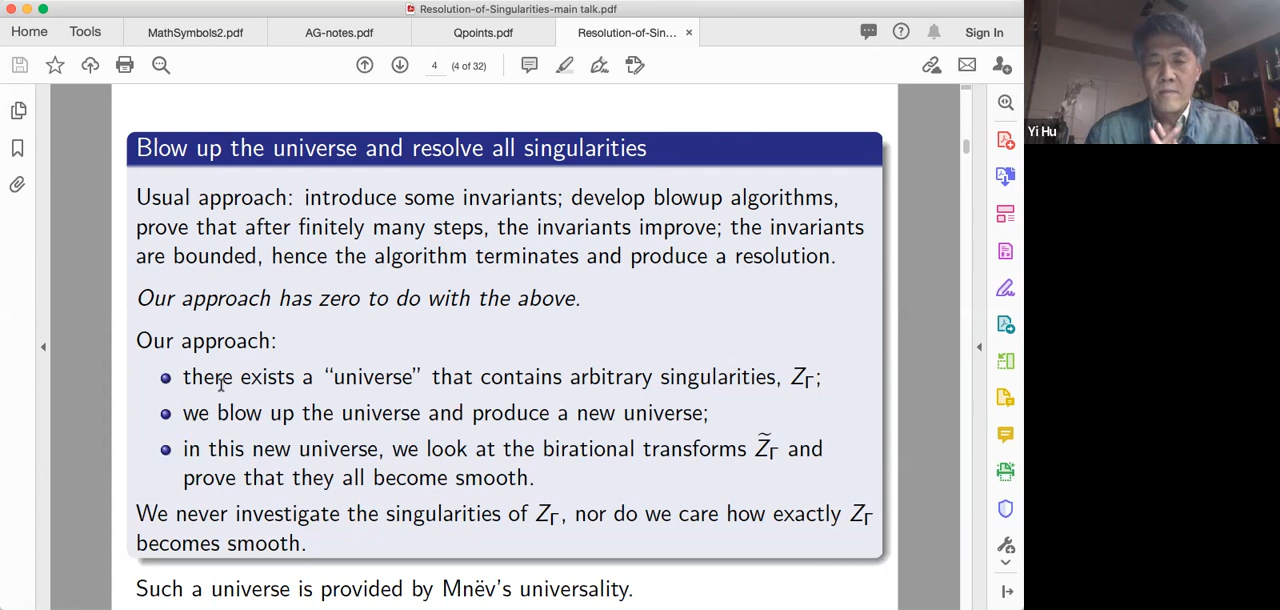 Resolution-of-Singularities-main talk.pdf
Home Tools MathSymbols2.pdf AG-notes.pdf Qpoints.pdf Resolution-of-Sin... × Sign In
4 (4 of 32)
Yi Hu
Blow up the universe and resolve all singularities
Usual approach: introduce some invariants; develop blowup algorithms,
prove that after finitely many steps, the invariants improve; the invariants
are bounded, hence the algorithm terminates and produce a resolution.
Our approach has zero to do with the above.
Our approach:
• there exists a “universe” that contains arbitrary singularities, Z_Γ;
• we blow up the universe and produce a new universe;
• in this new universe, we look at the birational transforms Z̃_Γ and
prove that they all become smooth.
We never investigate the singularities of Z_Γ, nor do we care how exactly Z_Γ
becomes smooth.
Such a universe is provided by Mnëv’s universality.